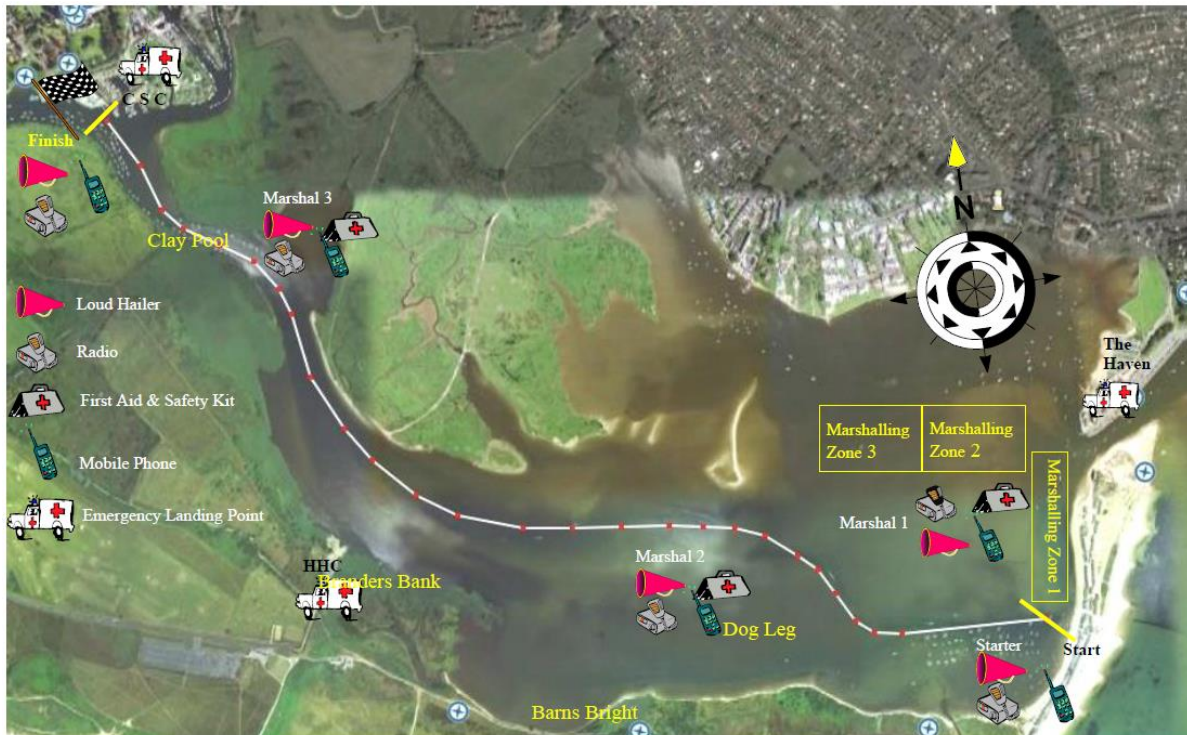 C S C
Finish
Marshal 3
Clay Pool
N
Loud Hailer
Radio
The
Haven
First Aid & Safety Kit
Marshalling
Zone 3
Marshalling
Zone 2
Mobile Phone
Marshalling Zone 1
Emergency Landing Point
Marshal 1
Marshal 2
HHC
Branders Bank
Dog Leg
Starter
Start
Barns Bright